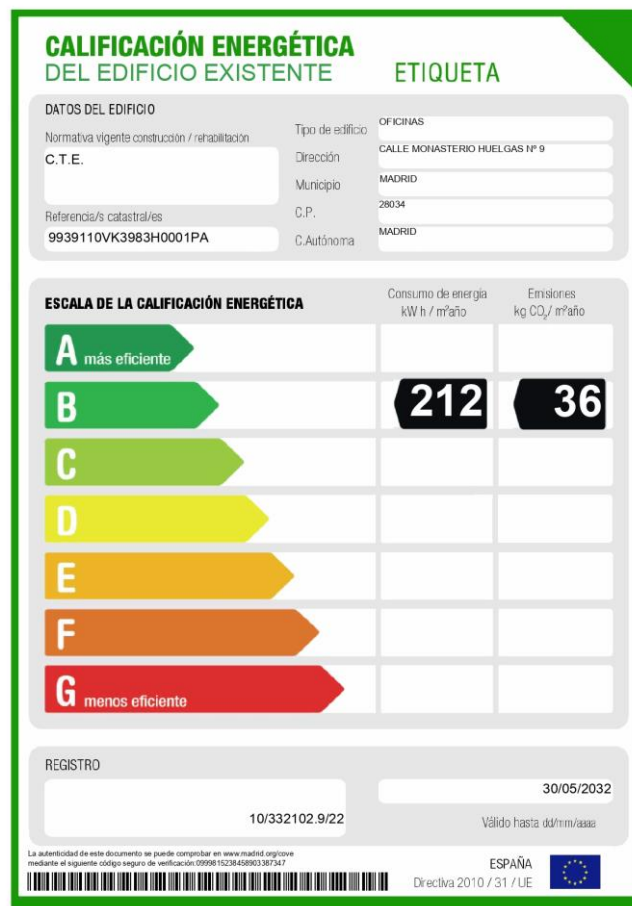 CALIFICACIÓN ENERGÉTICA
DEL EDIFICIO EXISTENTE ETIQUETA
DATOS DEL EDIFICIO
Normativa vigente construcción / rehabilitación
C.T.E.
Referencia/s catastral/es
9939110VK3983H0001PA
Tipo de edificio OFICINAS
Dirección CALLE MONASTERIO HUELGAS Nº 9
Municipio MADRID
C.P. 28034
C.Autónoma MADRID
ESCALA DE LA CALIFICACIÓN ENERGÉTICA
Consumo de energía
kW h / m²año
Emisiones
kg CO₂/ m²año
A más eficiente
B 212 36
C
D
E
F
G menos eficiente
REGISTRO
10/332102.9/22
30/05/2032
Válido hasta dd/mm/aaaa
La autenticidad de este documento se puede comprobar en www.madrid.org/cove
mediante el siguiente código seguro de verificación:0999815238458903387347
ESPAÑA
Directiva 2010 / 31 / UE